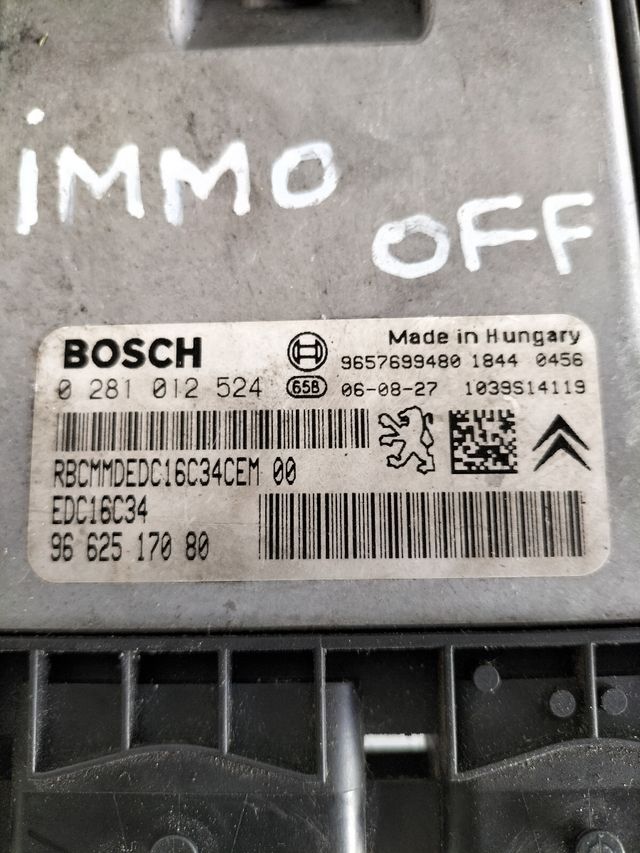 iMMO
OFF
BOSCH
Made in Hungary
9657699480 1844 0456
0 281 012 524 65B 06-08-27 1039S14119
RBCMMDEDC16C34CEM 00
EDC16C34
96 625 170 80